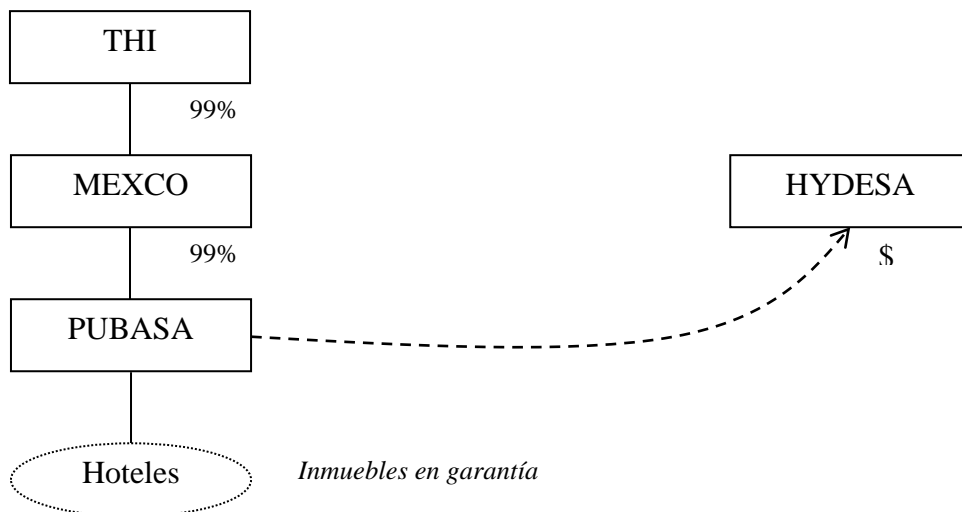 THI
99%
MEXCO
HYDESA
99%
$
PUBASA
Hoteles
Inmuebles en garantía